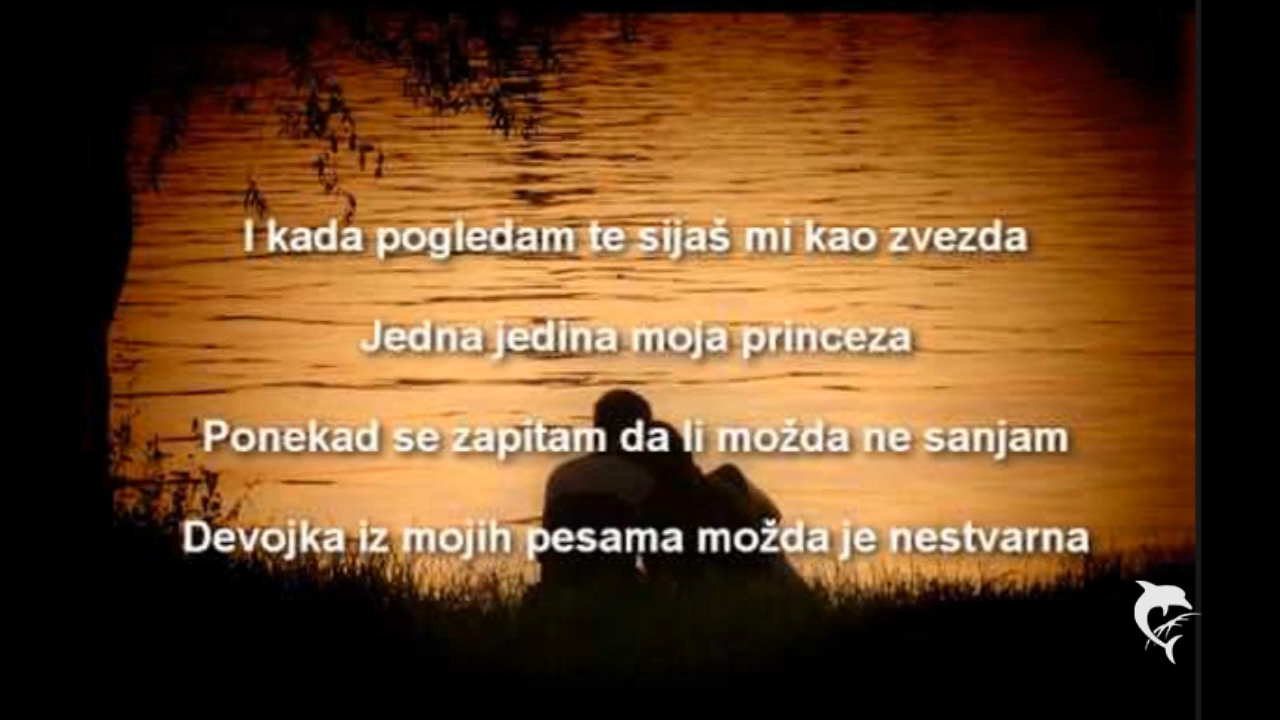 I kada pogledam te sijaš mi kao zvezda
Jedna jedina moja princeza
Ponekad se zapitam da li možda ne sanjam
Devojka iz mojih pesama možda je nestvarna